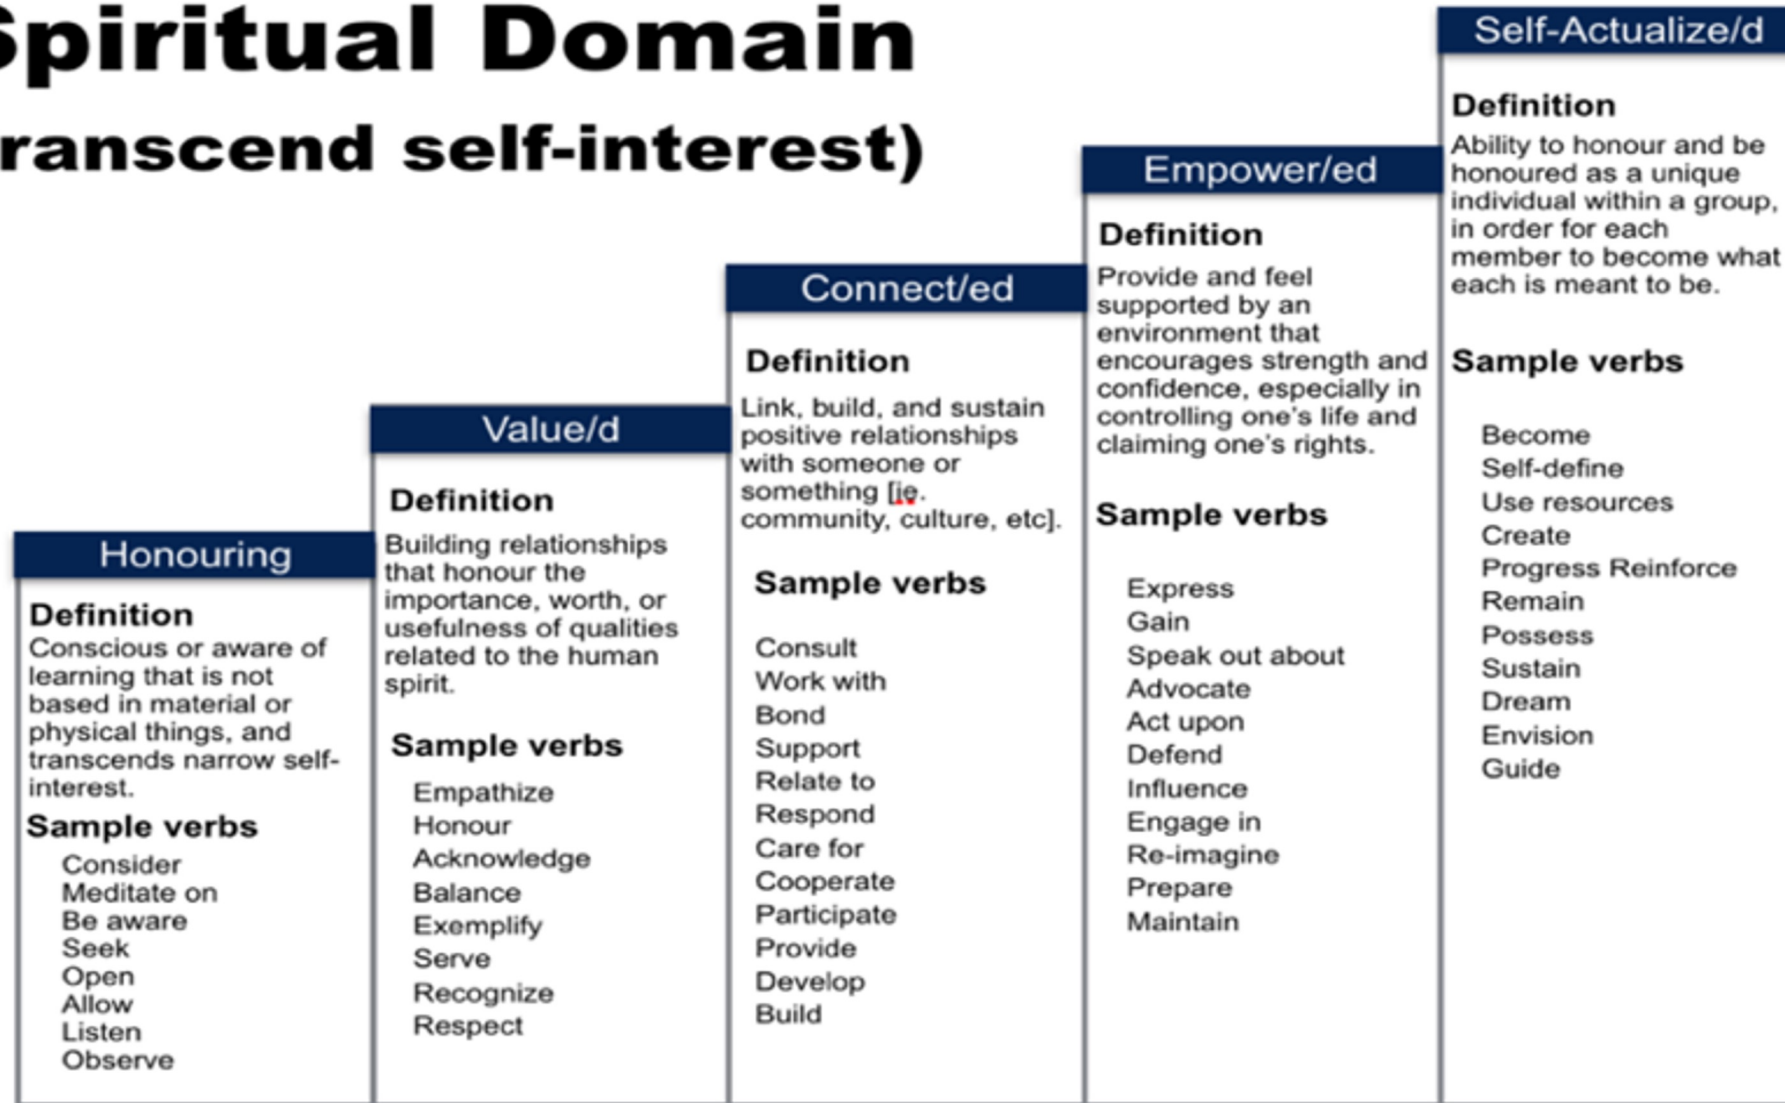 Spiritual Domain
ranscend self-interest)
Honouring
Definition
Conscious or aware of
learning that is not
based in material or
physical things, and
transcends narrow self-
interest.
Sample verbs
Consider
Meditate on
Be aware
Seek
Open
Allow
Listen
Observe
Value/d
Definition
Building relationships
that honour the
importance, worth, or
usefulness of qualities
related to the human
spirit.
Sample verbs
Empathize
Honour
Acknowledge
Balance
Exemplify
Serve
Recognize
Respect
Connect/ed
Definition
Link, build, and sustain
positive relationships
with someone or
something [ie.
community, culture, etc].
Sample verbs
Consult
Work with
Bond
Support
Relate to
Respond
Care for
Cooperate
Participate
Provide
Develop
Build
Empower/ed
Definition
Provide and feel
supported by an
environment that
encourages strength and
confidence, especially in
controlling one's life and
claiming one's rights.
Sample verbs
Express
Gain
Speak out about
Advocate
Act upon
Defend
Influence
Engage in
Re-imagine
Prepare
Maintain
Self-Actualize/d
Definition
Ability to honour and be
honoured as a unique
individual within a group,
in order for each
member to become what
each is meant to be.
Sample verbs
Become
Self-define
Use resources
Create
Progress Reinforce
Remain
Possess
Sustain
Dream
Envision
Guide